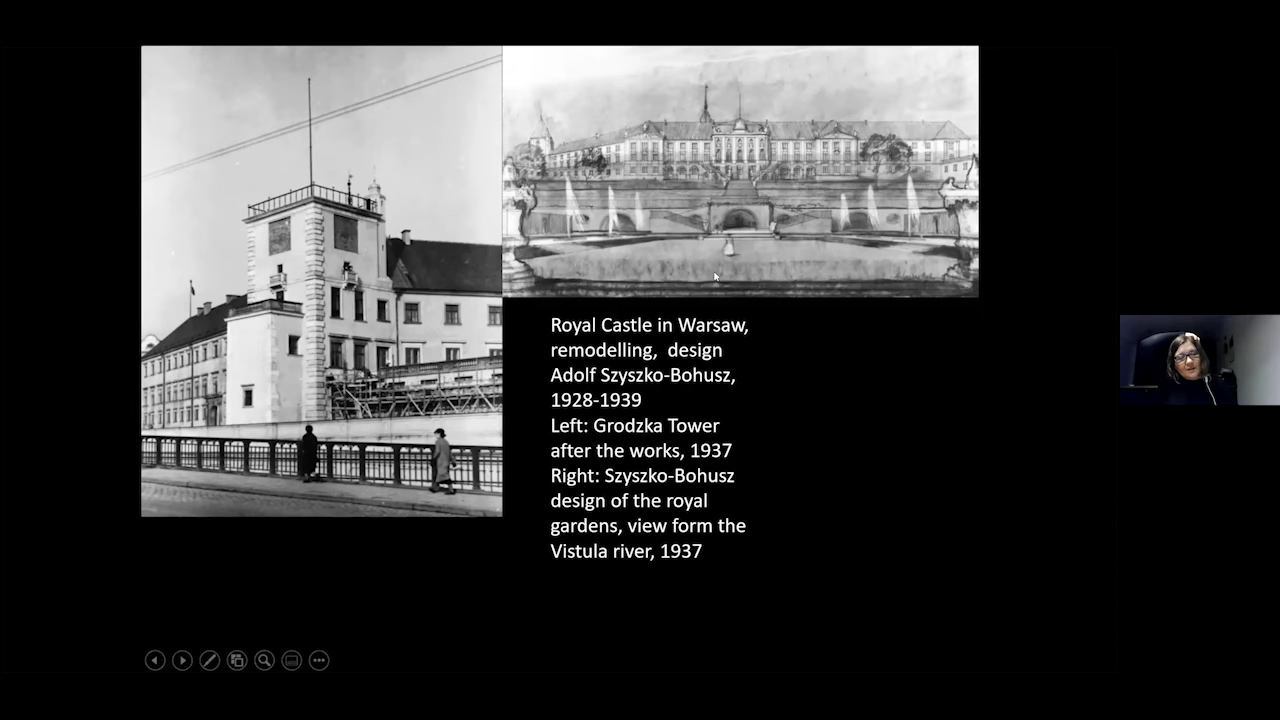 Royal Castle in Warsaw,
remodelling, design
Adolf Szyszko-Bohusz,
1928-1939
Left: Grodzka Tower
after the works, 1937
Right: Szyszko-Bohusz
design of the royal
gardens, view form the
Vistula river, 1937